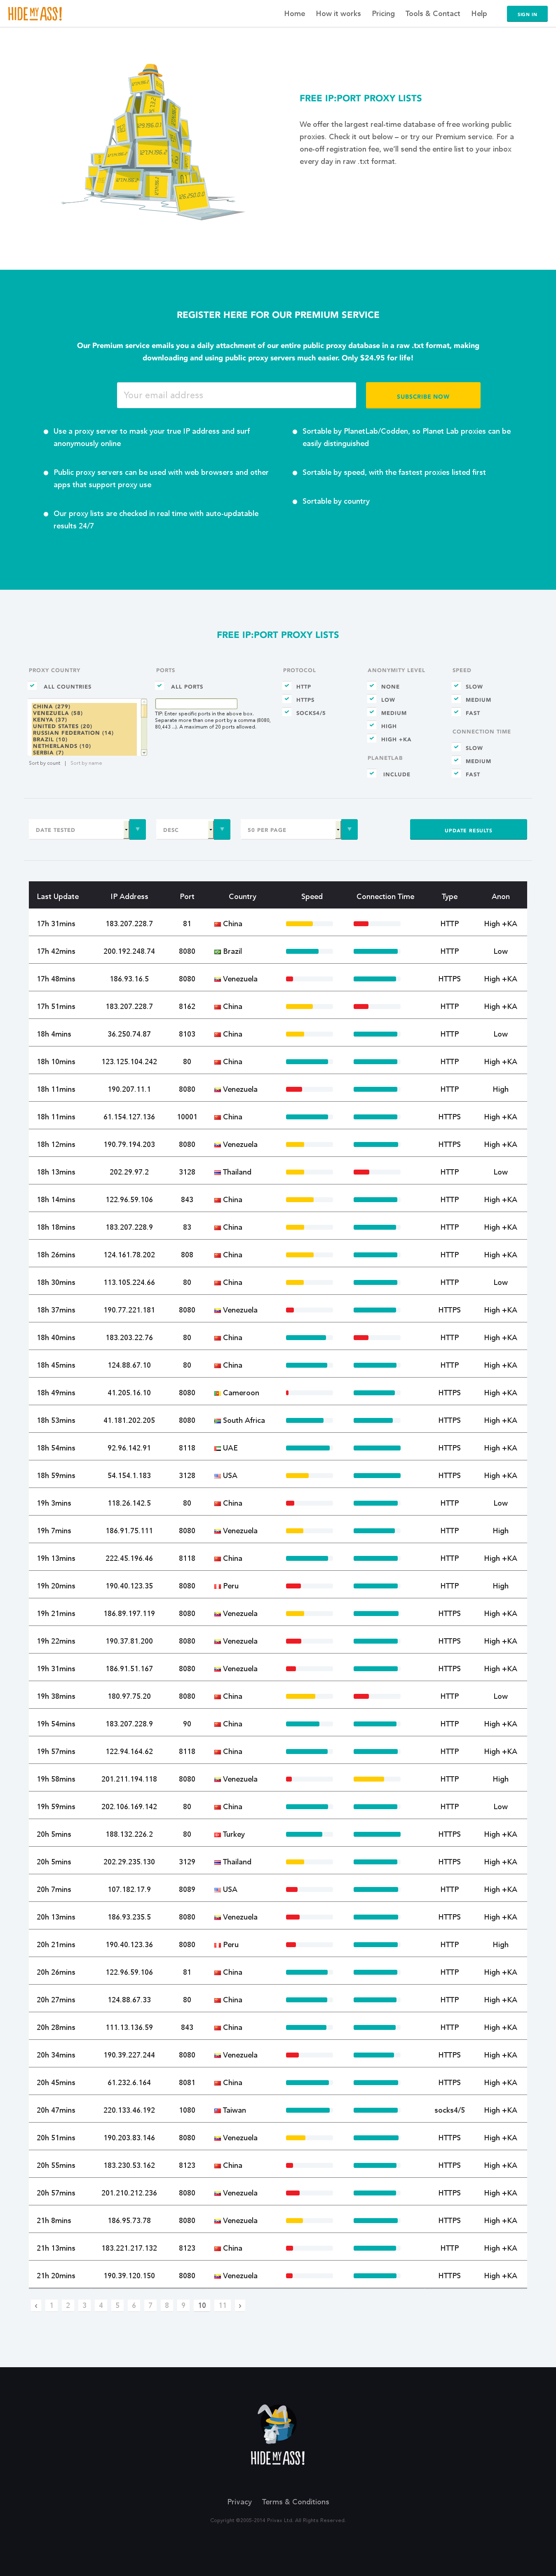 HIDE MY ASS!
Home How it works Pricing Tools & Contact Help SIGN IN
FREE IP:PORT PROXY LISTS
We offer the largest real-time database of free working public
proxies. Check it out below – or try our Premium service. For a
one-off registration fee, we'll send the entire list to your inbox
every day in raw .txt format.
REGISTER HERE FOR OUR PREMIUM SERVICE
Our Premium service emails you a daily attachment of our entire public proxy database in a raw .txt format, making
downloading and using public proxy servers much easier. Only $24.95 for life!
Your email address SUBSCRIBE NOW
Use a proxy server to mask your true IP address and surf
anonymously online
Public proxy servers can be used with web browsers and other
apps that support proxy use
Our proxy lists are checked in real time with auto-updatable
results 24/7
Sortable by PlanetLab/Codden, so Planet Lab proxies can be
easily distinguished
Sortable by speed, with the fastest proxies listed first
Sortable by country
FREE IP:PORT PROXY LISTS
PROXY COUNTRY
ALL COUNTRIES
CHINA (279)
VENEZUELA (58)
KENYA (37)
UNITED STATES (20)
RUSSIAN FEDERATION (14)
BRAZIL (10)
NETHERLANDS (10)
SERBIA (7)
Sort by count | Sort by name
PORTS
ALL PORTS
TIP: Enter specific ports in the above box.
Separate more than one port by a comma (8080,
80,443 ..). A maximum of 20 ports allowed.
PROTOCOL
HTTP
HTTPS
SOCKS4/5
ANONYMITY LEVEL
NONE
LOW
MEDIUM
HIGH
HIGH +KA
PLANETLAB
INCLUDE
SPEED
SLOW
MEDIUM
FAST
CONNECTION TIME
SLOW
MEDIUM
FAST
DATE TESTED DESC 50 PER PAGE UPDATE RESULTS
Last Update IP Address Port Country Speed Connection Time Type Anon
17h 31mins 183.207.228.7 81 China HTTP High +KA
17h 42mins 200.192.248.74 8080 Brazil HTTP Low
17h 48mins 186.93.16.5 8080 Venezuela HTTPS High +KA
17h 51mins 183.207.228.7 8162 China HTTP High +KA
18h 4mins 36.250.74.87 8103 China HTTP Low
18h 10mins 123.125.104.242 80 China HTTP High +KA
18h 11mins 190.207.11.1 8080 Venezuela HTTP High
18h 11mins 61.154.127.136 10001 China HTTPS High +KA
18h 12mins 190.79.194.203 8080 Venezuela HTTPS High +KA
18h 13mins 202.29.97.2 3128 Thailand HTTP Low
18h 14mins 122.96.59.106 843 China HTTP High +KA
18h 18mins 183.207.228.9 83 China HTTP High +KA
18h 26mins 124.161.78.202 808 China HTTP High +KA
18h 30mins 113.105.224.66 80 China HTTP Low
18h 37mins 190.77.221.181 8080 Venezuela HTTPS High +KA
18h 40mins 183.203.22.76 80 China HTTP High +KA
18h 45mins 124.88.67.10 80 China HTTP High +KA
18h 49mins 41.205.16.10 8080 Cameroon HTTPS High +KA
18h 53mins 41.181.202.205 8080 South Africa HTTPS High +KA
18h 54mins 92.96.142.91 8118 UAE HTTPS High +KA
18h 59mins 54.154.1.183 3128 USA HTTPS High +KA
19h 3mins 118.26.142.5 80 China HTTP Low
19h 7mins 186.91.75.111 8080 Venezuela HTTP High
19h 13mins 222.45.196.46 8118 China HTTP High +KA
19h 20mins 190.40.123.35 8080 Peru HTTP High
19h 21mins 186.89.197.119 8080 Venezuela HTTPS High +KA
19h 22mins 190.37.81.200 8080 Venezuela HTTPS High +KA
19h 31mins 186.91.51.167 8080 Venezuela HTTPS High +KA
19h 38mins 180.97.75.20 8080 China HTTP Low
19h 54mins 183.207.228.9 90 China HTTP High +KA
19h 57mins 122.94.164.62 8118 China HTTP High +KA
19h 58mins 201.211.194.118 8080 Venezuela HTTP High
19h 59mins 202.106.169.142 80 China HTTP Low
20h 5mins 188.132.226.2 80 Turkey HTTPS High +KA
20h 5mins 202.29.235.130 3129 Thailand HTTPS High +KA
20h 7mins 107.182.17.9 8089 USA HTTP High +KA
20h 13mins 186.93.235.5 8080 Venezuela HTTPS High +KA
20h 21mins 190.40.123.36 8080 Peru HTTP High
20h 26mins 122.96.59.106 81 China HTTP High +KA
20h 27mins 124.88.67.33 80 China HTTP High +KA
20h 28mins 111.13.136.59 843 China HTTP High +KA
20h 34mins 190.39.227.244 8080 Venezuela HTTPS High +KA
20h 45mins 61.232.6.164 8081 China HTTPS High +KA
20h 47mins 220.133.46.192 1080 Taiwan socks4/5 High +KA
20h 51mins 190.203.83.146 8080 Venezuela HTTPS High +KA
20h 55mins 183.230.53.162 8123 China HTTPS High +KA
20h 57mins 201.210.212.236 8080 Venezuela HTTPS High +KA
21h 8mins 186.95.73.78 8080 Venezuela HTTPS High +KA
21h 13mins 183.221.217.132 8123 China HTTP High +KA
21h 20mins 190.39.120.150 8080 Venezuela HTTPS High +KA
‹ 1 2 3 4 5 6 7 8 9 10 11 ›
HIDE MY ASS!
Privacy Terms & Conditions
Copyright ©2005-2014 Privax Ltd. All Rights Reserved.